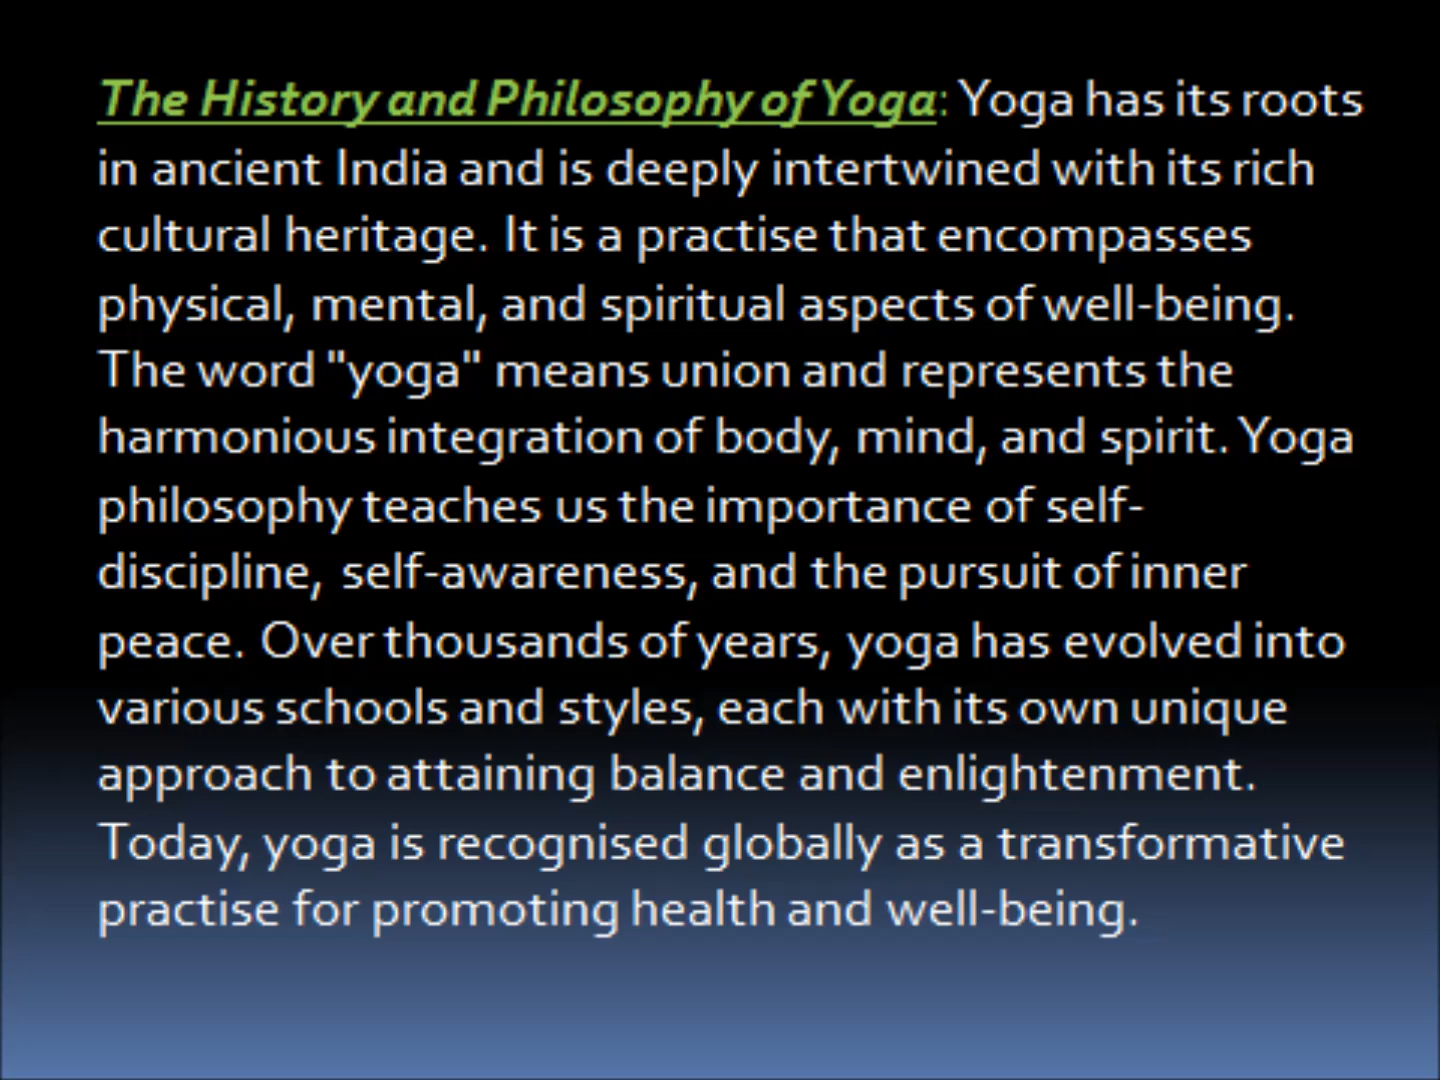 The History and Philosophy of Yoga: Yoga has its roots
in ancient India and is deeply intertwined with its rich
cultural heritage. It is a practise that encompasses
physical, mental, and spiritual aspects of well-being.
The word "yoga" means union and represents the
harmonious integration of body, mind, and spirit. Yoga
philosophy teaches us the importance of self-
discipline, self-awareness, and the pursuit of inner
peace. Over thousands of years, yoga has evolved into
various schools and styles, each with its own unique
approach to attaining balance and enlightenment.
Today, yoga is recognised globally as a transformative
practise for promoting health and well-being.